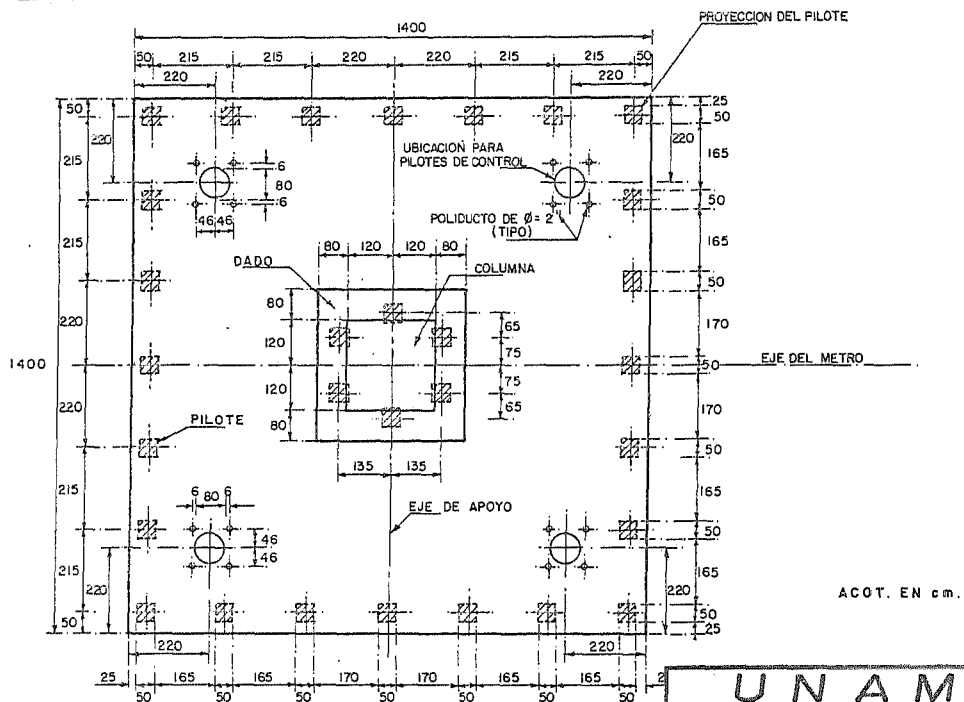 PROYECCION DEL PILOTE
1400
50 215 215 220 220 215 215 50
220 220
50 25
220 50
215 165
220
6
80
6
46 46
UBICACION PARA
PILOTES DE CONTROL
POLIDUCTO DE Ø= 2"
(TIPO)
50
165
80 120 120 80
DADO
COLUMNA
215
50
80
120
120
80
65
75
75
65
220
170
1400
EJE DEL METRO
50
220
170
PILOTE
135 135
50
6 80 6
EJE DE APOYO
215
165
46
46
50
215
165
220
220
ACOT. EN cm.
50
50
25
220 220
25 165 165 170 170 165 165
50 50 50 50 50 50 50
UNAM